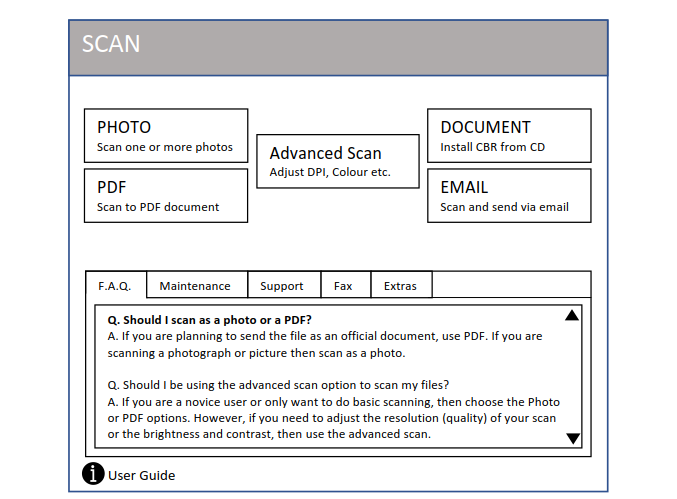 SCAN
PHOTO
Scan one or more photos
PDF
Scan to PDF document
Advanced Scan
Adjust DPI, Colour etc.
DOCUMENT
Install CBR from CD
EMAIL
Scan and send via email
F.A.Q.
Maintenance
Support
Fax
Extras
Q. Should I scan as a photo or a PDF?
A. If you are planning to send the file as an official document, use PDF. If you are
scanning a photograph or picture then scan as a photo.
Q. Should I be using the advanced scan option to scan my files?
A. If you are a novice user or only want to do basic scanning, then choose the Photo
or PDF options. However, if you need to adjust the resolution (quality) of your scan
or the brightness and contrast, then use the advanced scan.
i User Guide